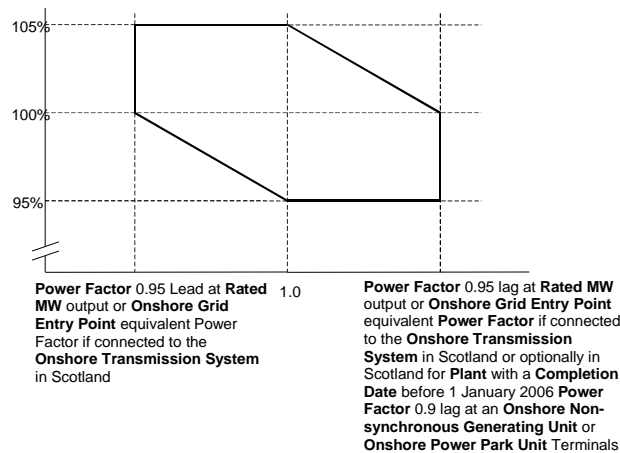 105%
100%
95%
Power Factor 0.95 Lead at Rated
MW output or Onshore Grid
Entry Point equivalent Power
Factor if connected to the
Onshore Transmission System
in Scotland
1.0
Power Factor 0.95 lag at Rated MW
output or Onshore Grid Entry Point
equivalent Power Factor if connected
to the Onshore Transmission
System in Scotland or optionally in
Scotland for Plant with a Completion
Date before 1 January 2006 Power
Factor 0.9 lag at an Onshore Non-
synchronous Generating Unit or
Onshore Power Park Unit Terminals